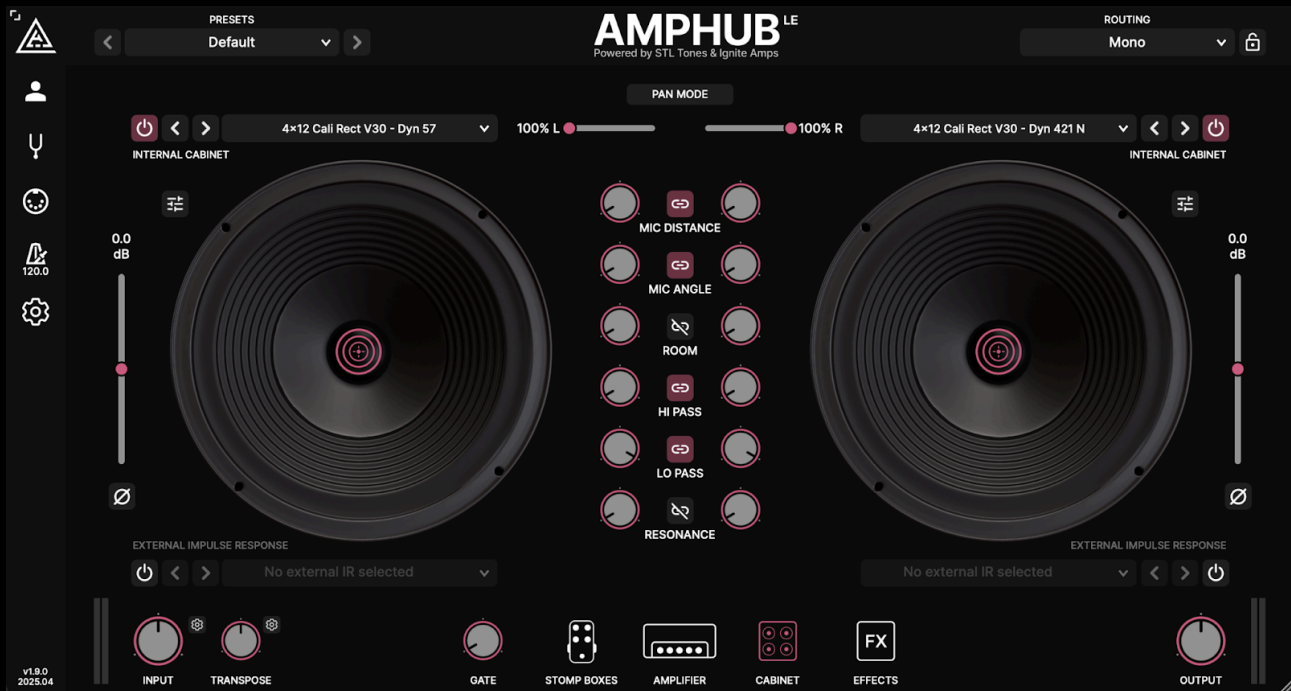 PRESETS
Default
AMPHUB LE
Powered by STL Tones & Ignite Amps
ROUTING
Mono
PAN MODE
4×12 Cali Rect V30 - Dyn 57
100% L
100% R
4×12 Cali Rect V30 - Dyn 421 N
INTERNAL CABINET
INTERNAL CABINET
MIC DISTANCE
0.0
dB
0.0
dB
120.0
MIC ANGLE
ROOM
HI PASS
LO PASS
RESONANCE
EXTERNAL IMPULSE RESPONSE
EXTERNAL IMPULSE RESPONSE
No external IR selected
No external IR selected
FX
v1.9.0
2025.04
INPUT
TRANSPOSE
GATE
STOMP BOXES
AMPLIFIER
CABINET
EFFECTS
OUTPUT